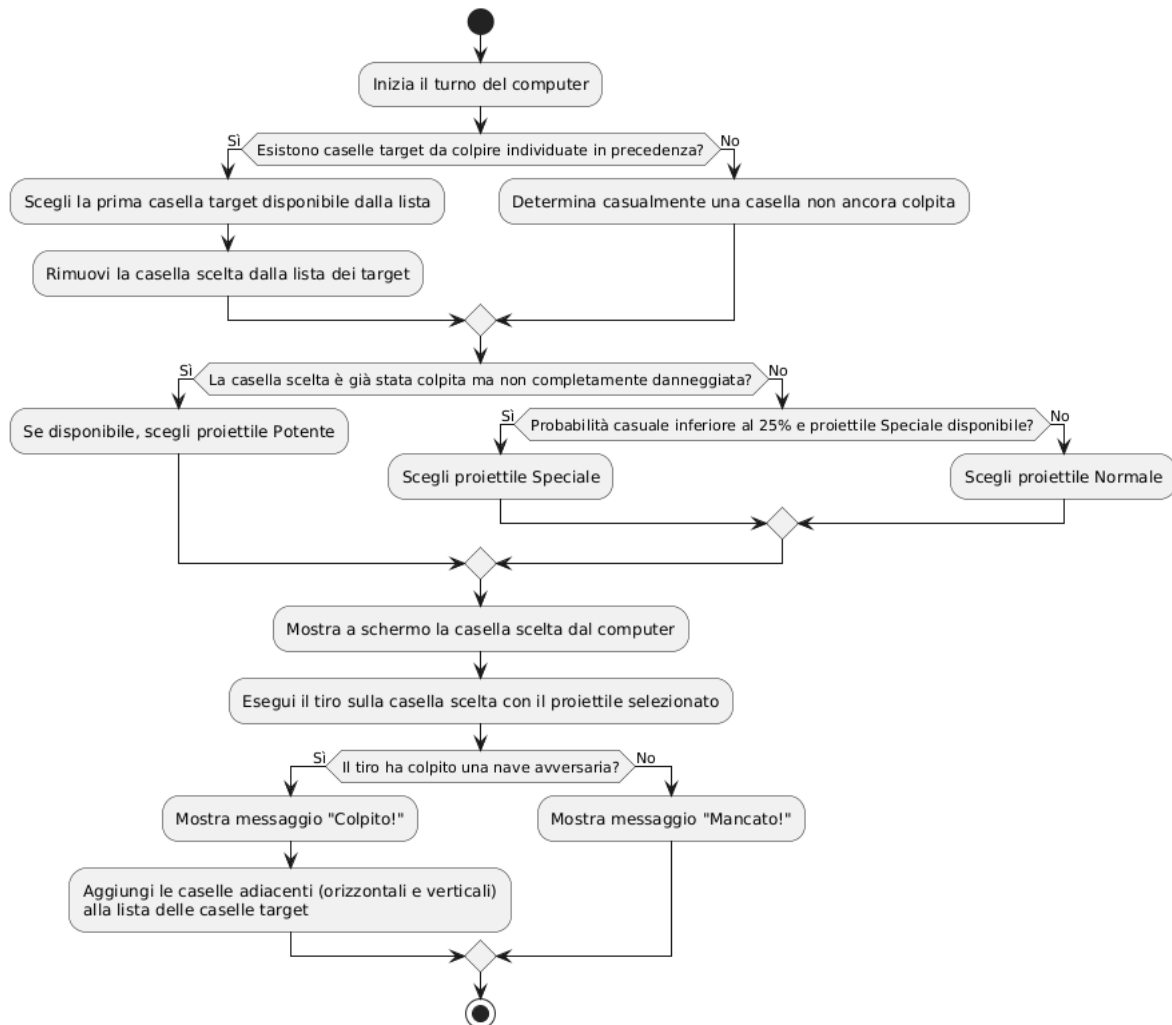 Inizia il turno del computer
Sì
Esistono caselle target da colpire individuate in precedenza?
No
Scegli la prima casella target disponibile dalla lista
Determina casualmente una casella non ancora colpita
Rimuovi la casella scelta dalla lista dei target
Sì
La casella scelta è già stata colpita ma non completamente danneggiata?
No
Se disponibile, scegli proiettile Potente
Sì
Probabilità casuale inferiore al 25% e proiettile Speciale disponibile?
No
Scegli proiettile Speciale
Scegli proiettile Normale
Mostra a schermo la casella scelta dal computer
Esegui il tiro sulla casella scelta con il proiettile selezionato
Sì
Il tiro ha colpito una nave avversaria?
No
Mostra messaggio "Colpito!"
Mostra messaggio "Mancato!"
Aggiungi le caselle adiacenti (orizzontali e verticali)
alla lista delle caselle target